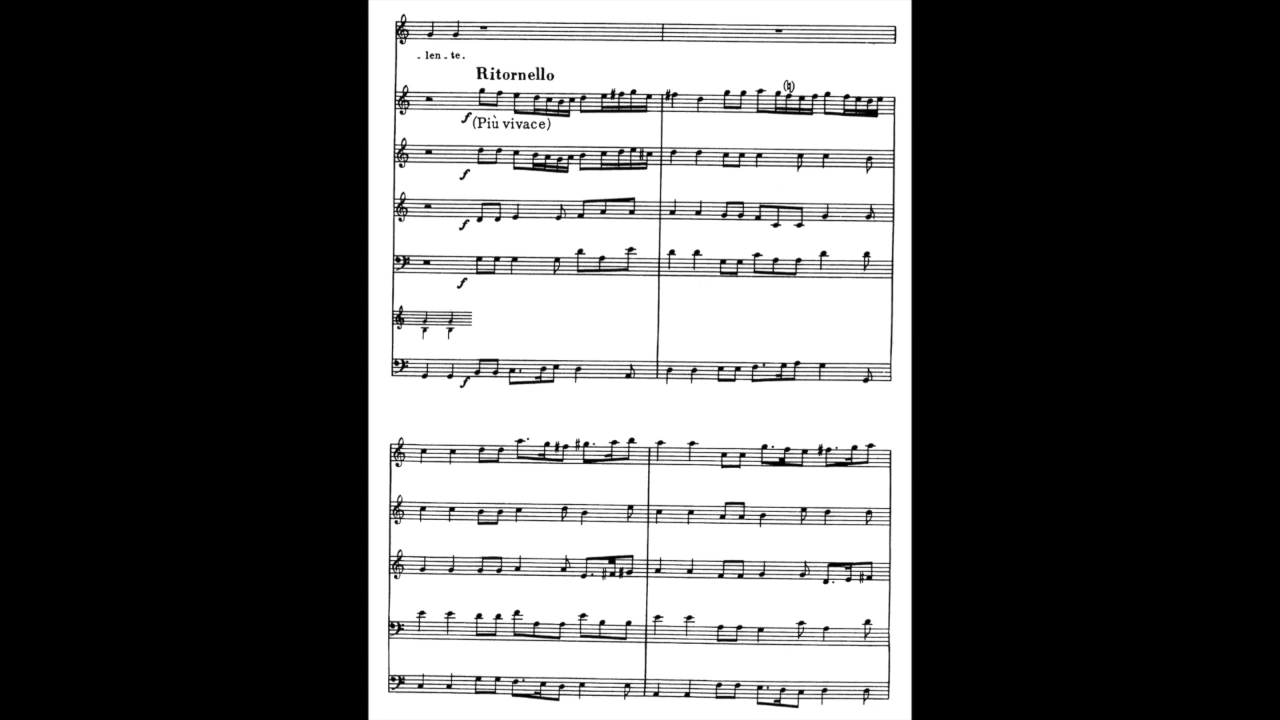 - len - te.
Ritornello
f (Più vivace)
f
f
f
f